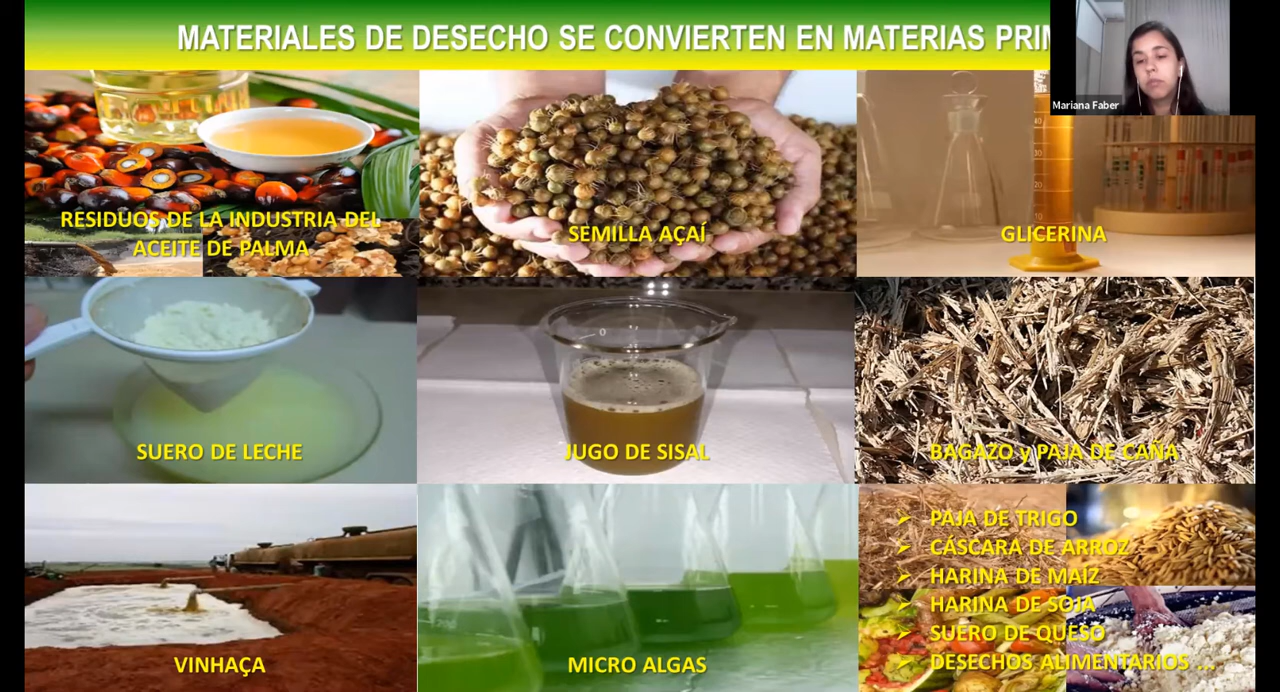 MATERIALES DE DESECHO SE CONVIERTEN EN MATERIAS
Mariana Faber
RESIDUOS DE LA INDUSTRIA DEL
ACEITE DE PALMA
SEMILLA AÇAÍ
GLICERINA
SUERO DE LECHE
JUGO DE SISAL
BAGAZO y PAJA DE CAÑA
VINHAÇA
MICRO ALGAS
➢ PAJA DE TRIGO
➢ CÁSCARA DE ARROZ
➢ HARINA DE MAÍZ
➢ HARINA DE SOJA
➢ SUERO DE QUESO
➢ DESECHOS ALIMENTARIOS ...